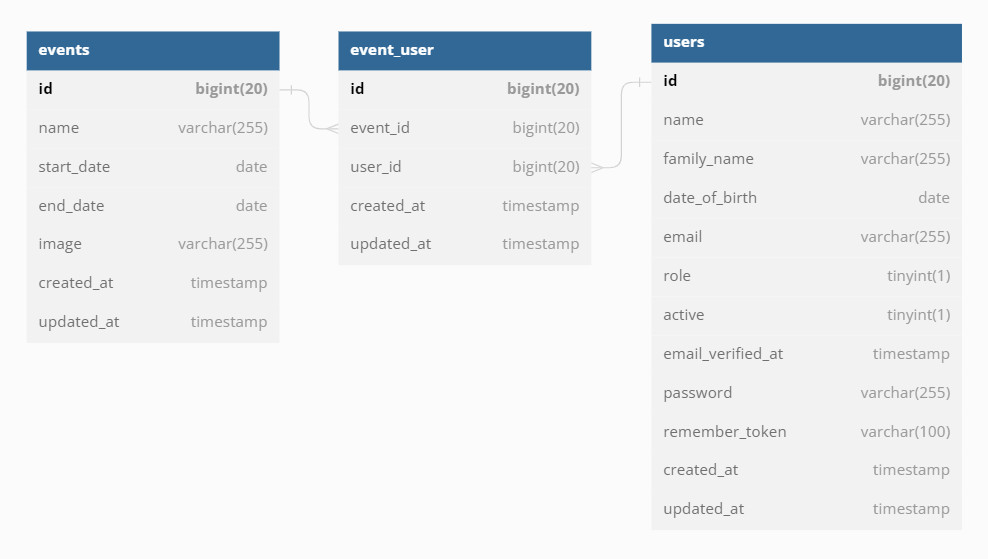 events
id bigint(20)
name varchar(255)
start_date date
end_date date
image varchar(255)
created_at timestamp
updated_at timestamp
event_user
id bigint(20)
event_id bigint(20)
user_id bigint(20)
created_at timestamp
updated_at timestamp
users
id bigint(20)
name varchar(255)
family_name varchar(255)
date_of_birth date
email varchar(255)
role tinyint(1)
active tinyint(1)
email_verified_at timestamp
password varchar(255)
remember_token varchar(100)
created_at timestamp
updated_at timestamp